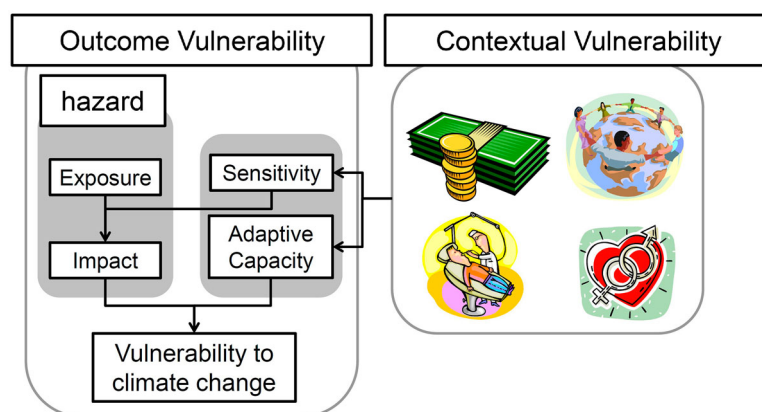 Outcome Vulnerability
Contextual Vulnerability
hazard
Exposure
Sensitivity
Impact
Adaptive
Capacity
Vulnerability to
climate change